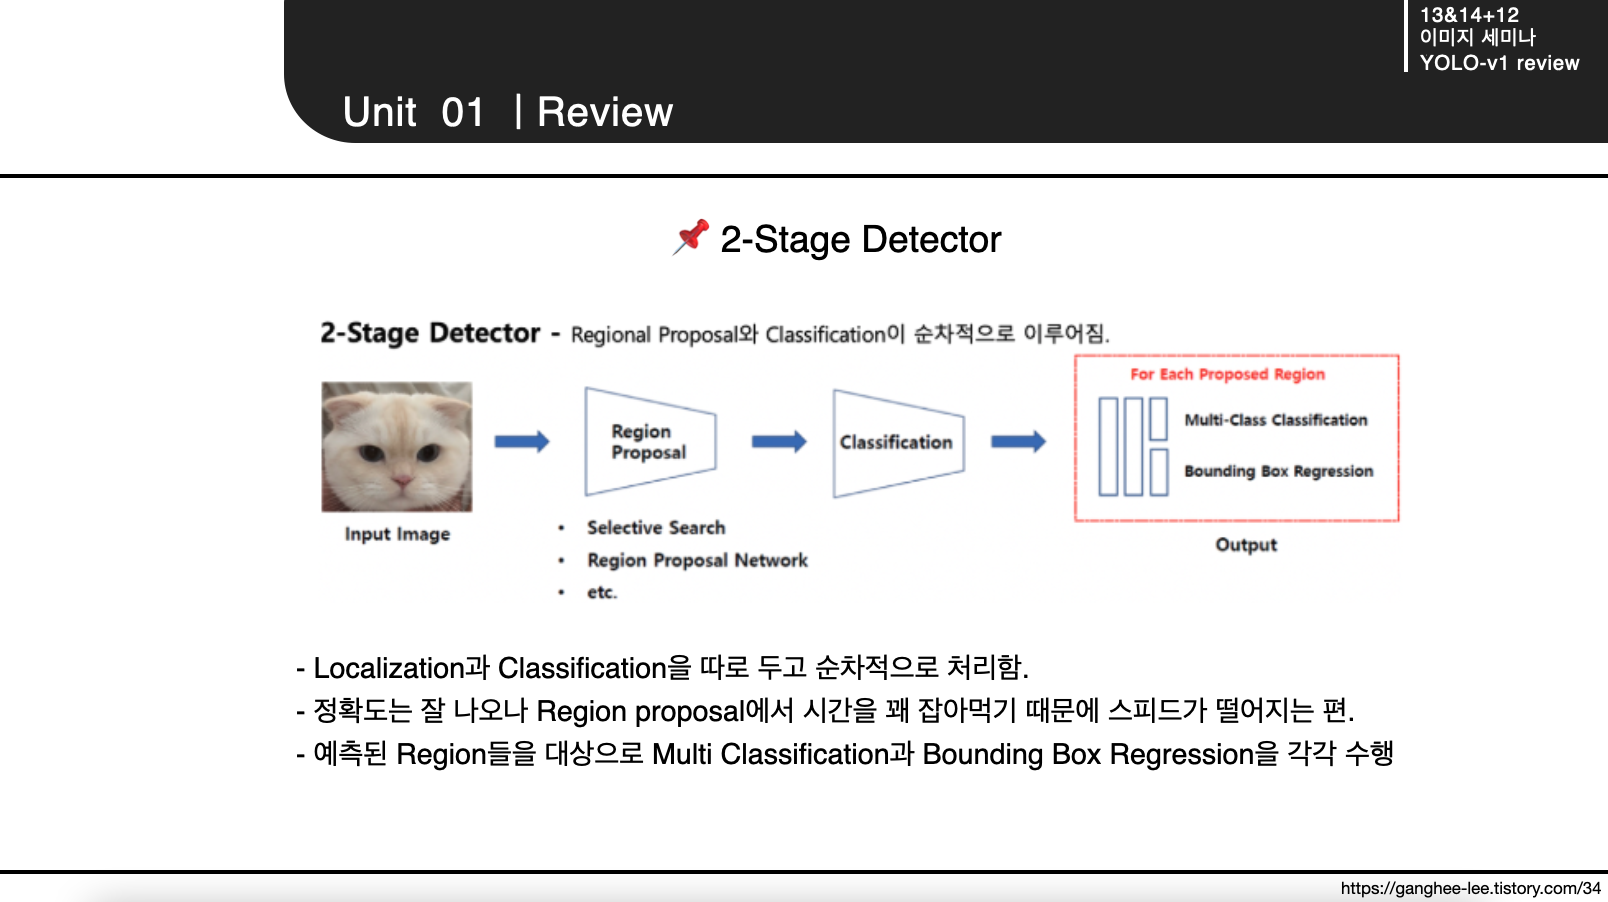 13&14+12
이미지 세미나
YOLO-v1 review
Unit 01 | Review
2-Stage Detector
2-Stage Detector - Regional Proposal와 Classification이 순차적으로 이루어짐.
For Each Proposed Region
Region
Proposal
Classification
Multi-Class Classification
Bounding Box Regression
Input Image
Output
• Selective Search
• Region Proposal Network
• etc.
- Localization과 Classification을 따로 두고 순차적으로 처리함.
- 정확도는 잘 나오나 Region proposal에서 시간을 꽤 잡아먹기 때문에 스피드가 떨어지는 편.
- 예측된 Region들을 대상으로 Multi Classification과 Bounding Box Regression을 각각 수행
https://ganghee-lee.tistory.com/34